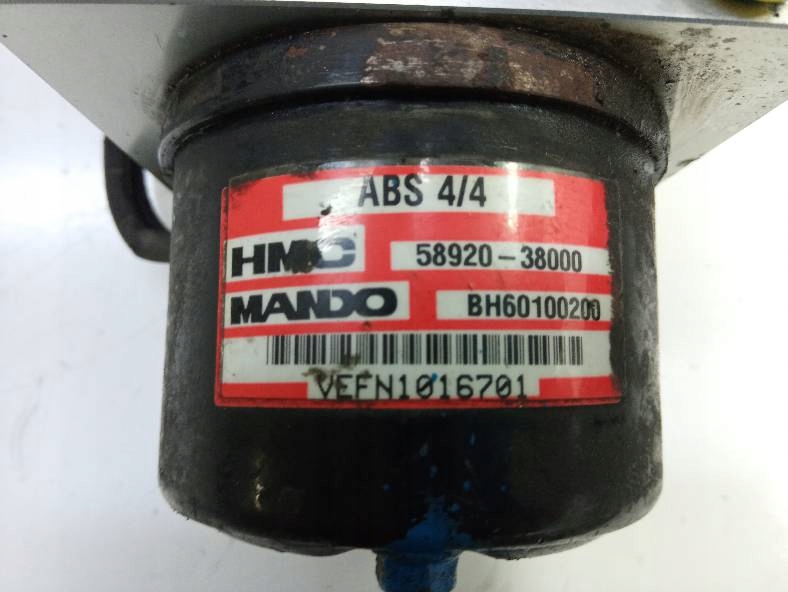 ABS 4/4
HMC 58920-38000
MANDO BH60100200
VEFN1016701